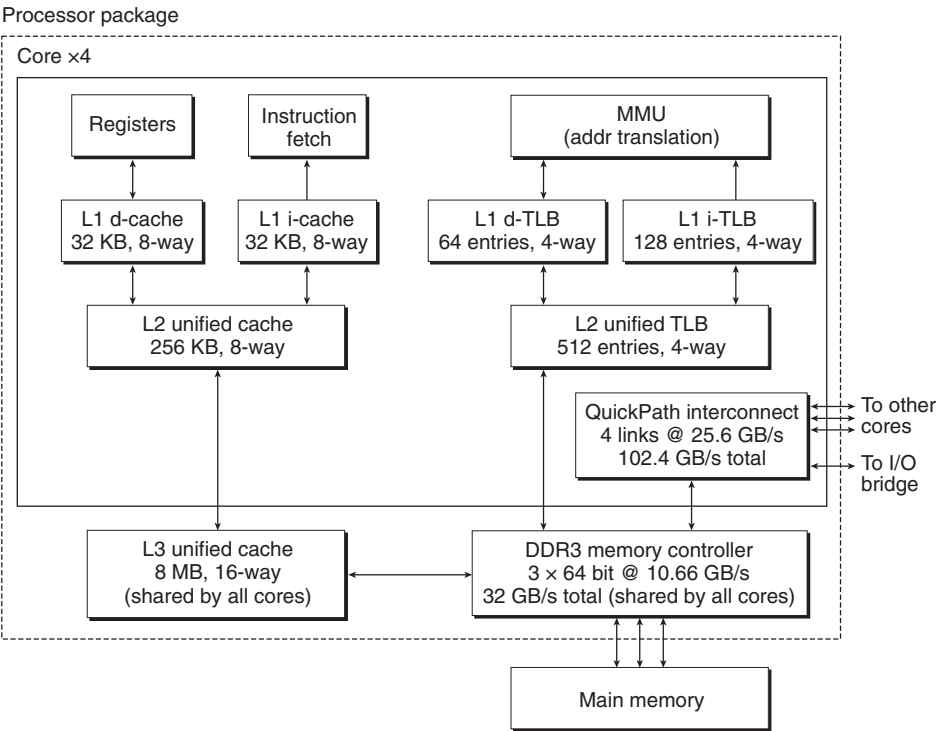 Processor package
Core ×4
Registers
Instruction
fetch
MMU
(addr translation)
L1 d-cache
32 KB, 8-way
L1 i-cache
32 KB, 8-way
L1 d-TLB
64 entries, 4-way
L1 i-TLB
128 entries, 4-way
L2 unified cache
256 KB, 8-way
L2 unified TLB
512 entries, 4-way
QuickPath interconnect
4 links @ 25.6 GB/s
102.4 GB/s total
To other
cores
To I/O
bridge
L3 unified cache
8 MB, 16-way
(shared by all cores)
DDR3 memory controller
3 × 64 bit @ 10.66 GB/s
32 GB/s total (shared by all cores)
Main memory